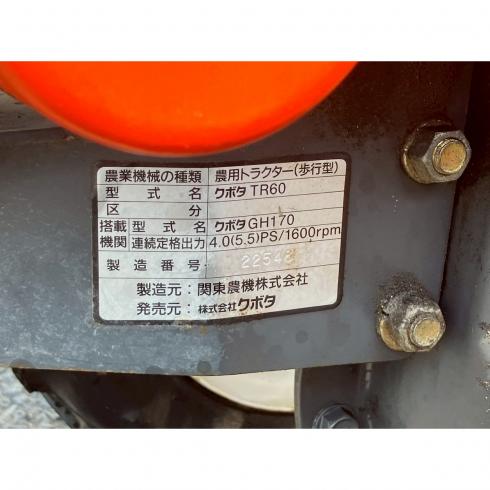 農業機械の種類 農用トラクター(歩行型)
型式名 クボタ TR60
区分
搭載機関 型式名 クボタ GH170
連続定格出力 4.0(5.5)PS/1600rpm
製造番号
製造元：関東農機株式会社
発売元：株式会社クボタ